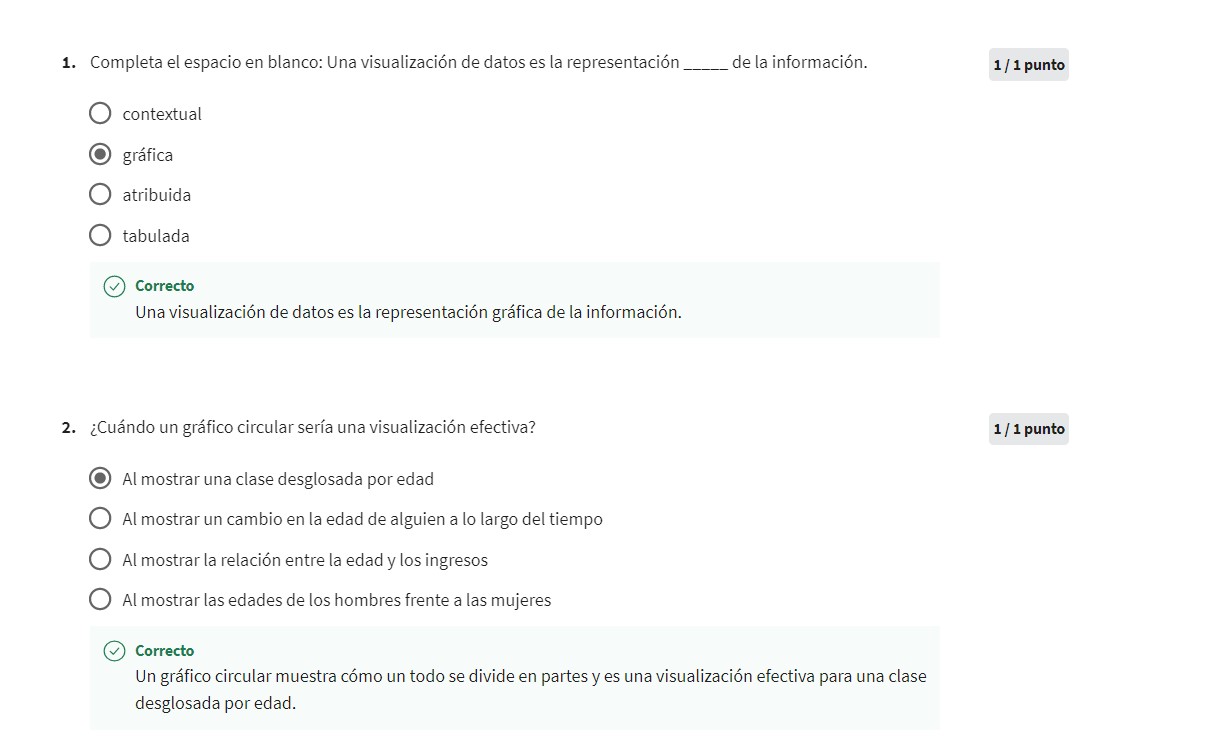 1. Completa el espacio en blanco: Una visualización de datos es la representación _____ de la información.
1 / 1 punto
contextual
gráfica
atribuida
tabulada
Correcto
Una visualización de datos es la representación gráfica de la información.
2. ¿Cuándo un gráfico circular sería una visualización efectiva?
1 / 1 punto
Al mostrar una clase desglosada por edad
Al mostrar un cambio en la edad de alguien a lo largo del tiempo
Al mostrar la relación entre la edad y los ingresos
Al mostrar las edades de los hombres frente a las mujeres
Correcto
Un gráfico circular muestra cómo un todo se divide en partes y es una visualización efectiva para una clase
desglosada por edad.